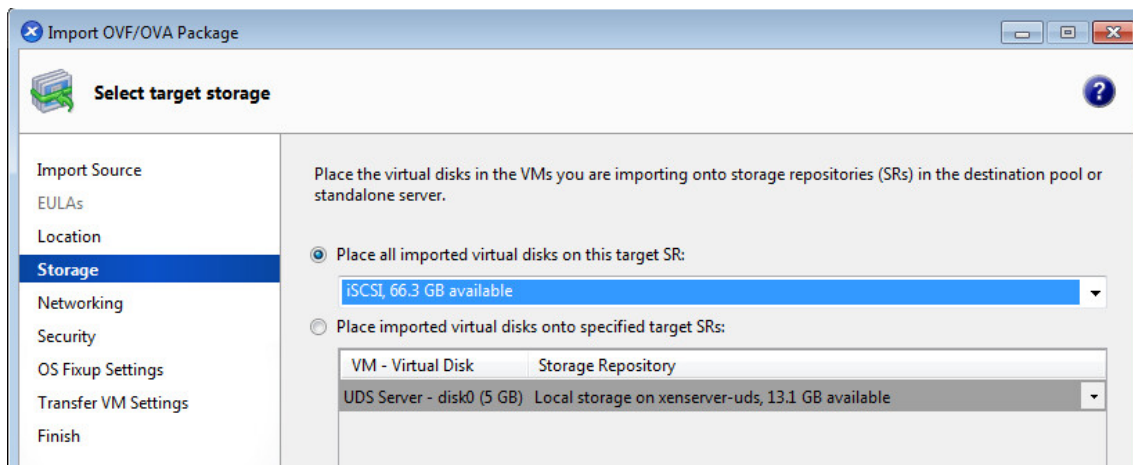 Import OVF/OVA Package
Select target storage
?
Import Source
EULAs
Location
Storage
Networking
Security
OS Fixup Settings
Transfer VM Settings
Finish
Place the virtual disks in the VMs you are importing onto storage repositories (SRs) in the destination pool or
standalone server.
Place all imported virtual disks on this target SR:
iSCSI, 66.3 GB available
Place imported virtual disks onto specified target SRs:
VM - Virtual Disk Storage Repository
UDS Server - disk0 (5 GB) Local storage on xenserver-uds, 13.1 GB available